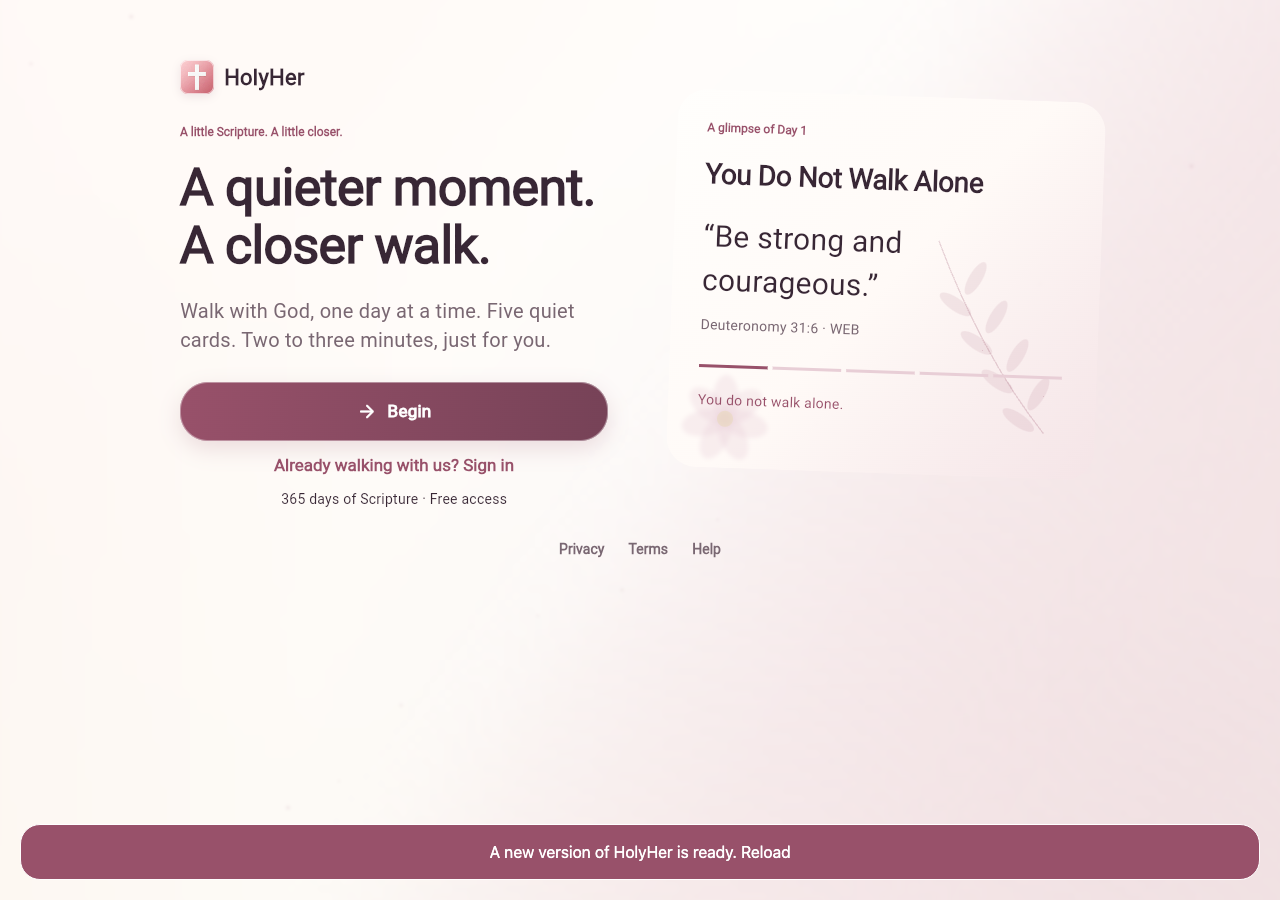 HolyHer
A little Scripture. A little closer.
A quieter moment.
A closer walk.
Walk with God, one day at a time. Five quiet
cards. Two to three minutes, just for you.
Begin
Already walking with us? Sign in
365 days of Scripture · Free access
A glimpse of Day 1
You Do Not Walk Alone
“Be strong and
courageous.”
Deuteronomy 31:6 · WEB
You do not walk alone.
Privacy Terms Help
A new version of HolyHer is ready. Reload